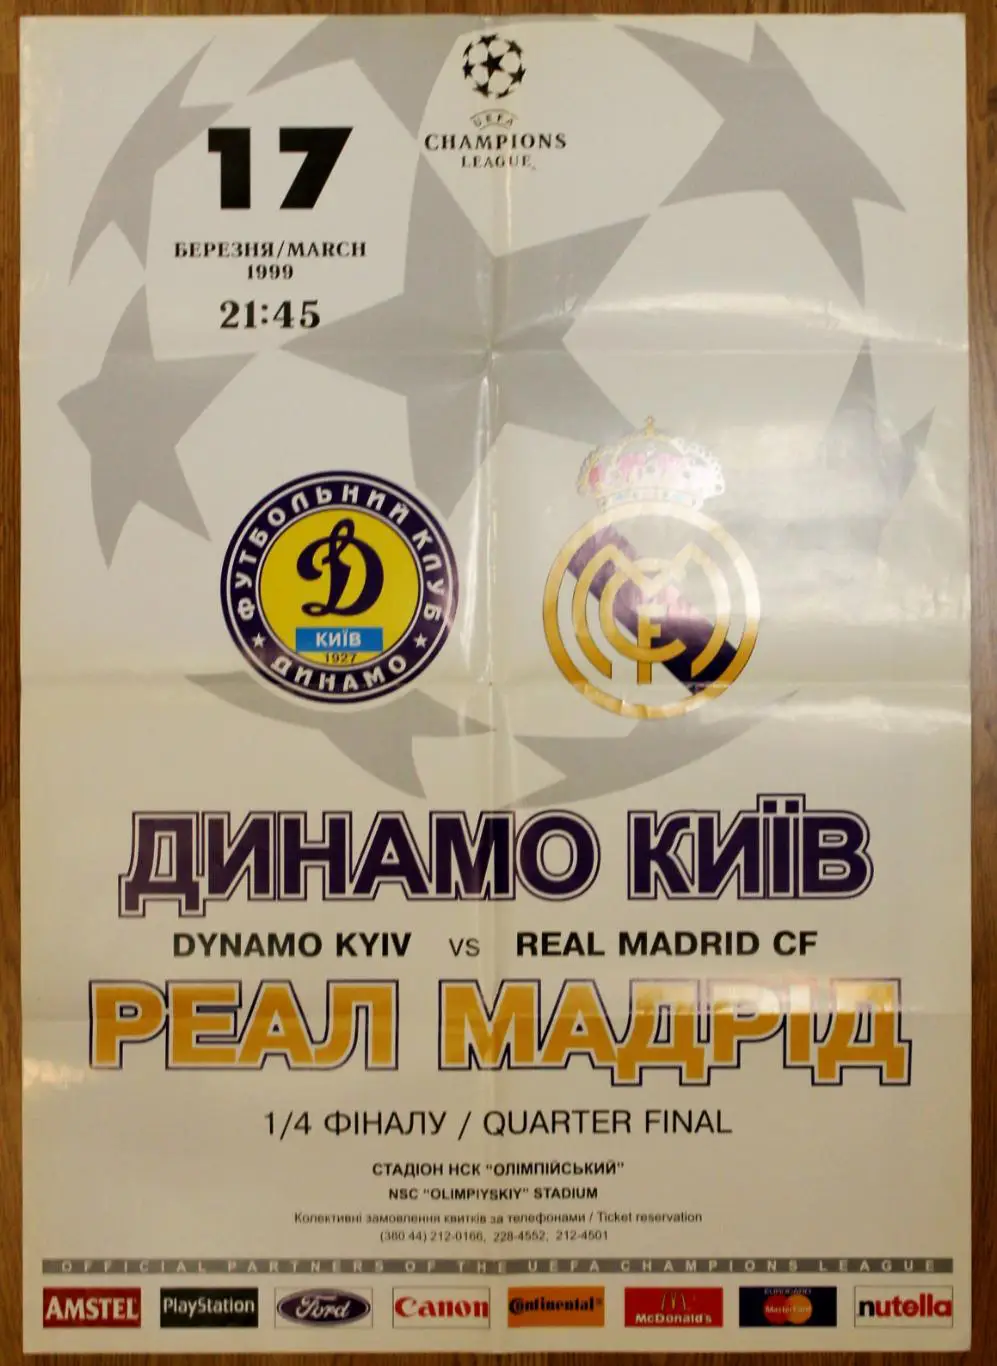 17
UEFA
CHAMPIONS
LEAGUE
БЕРЕЗНЯ/MARCH
1999
21:45
ФУТБОЛЬНИЙ КЛУБ
Д
КИЇВ
1927
ДИНАМО
MCF
ДИНАМО КИЇВ
DYNAMO KYIV vs REAL MADRID CF
РЕАЛ МАДРІД
1/4 ФІНАЛУ / QUARTER FINAL
СТАДІОН НСК "ОЛІМПІЙСЬКИЙ"
NSC "OLIMPIYSKIY" STADIUM
Колективні замовлення квитків за телефонами / Ticket reservation
(380 44) 212-0166, 228-4552, 212-4501
OFFICIAL PARTNERS OF THE UEFA CHAMPIONS LEAGUE
AMSTEL PlayStation Ford Canon Continental McDonald's EUROCARD MasterCard nutella